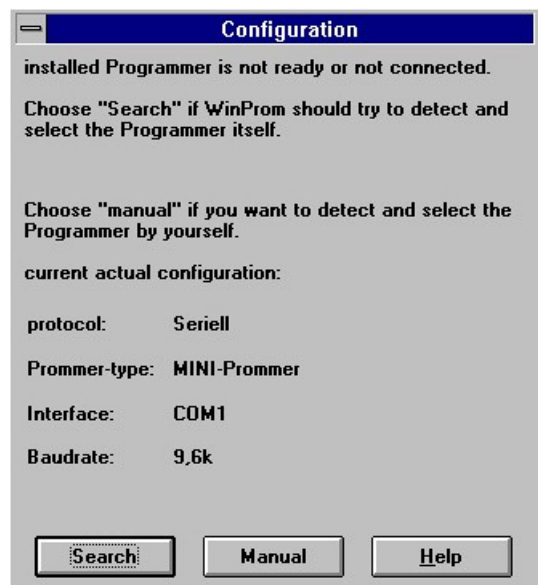 Configuration
installed Programmer is not ready or not connected.
Choose "Search" if WinProm should try to detect and
select the Programmer itself.
Choose "manual" if you want to detect and select the
Programmer by yourself.
current actual configuration:
protocol: Seriell
Prommer-type: MINI-Prommer
Interface: COM1
Baudrate: 9,6k
Search Manual Help